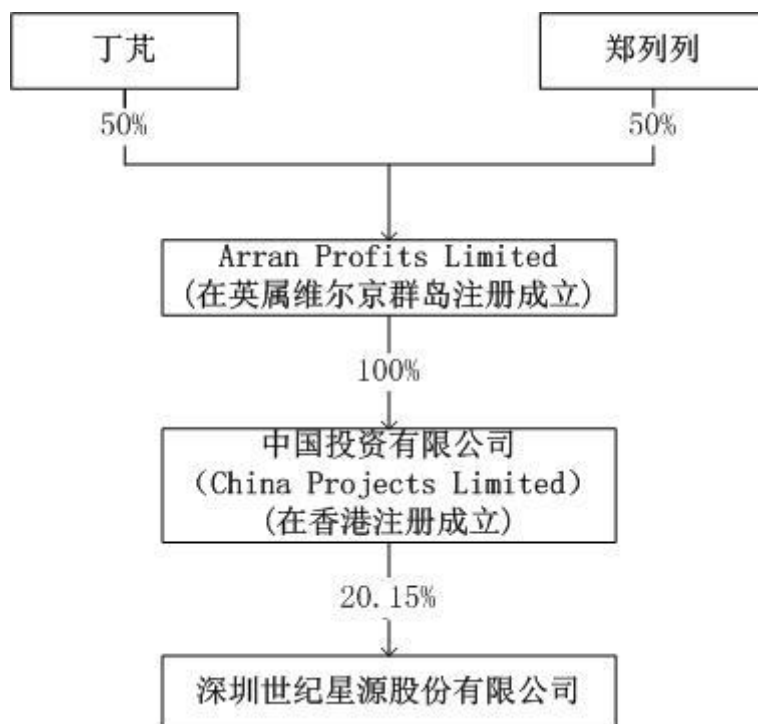 丁芃
郑列列
50%
50%
Arran Profits Limited
(在英属维尔京群岛注册成立)
100%
中国投资有限公司
（China Projects Limited）
(在香港注册成立)
20.15%
深圳世纪星源股份有限公司